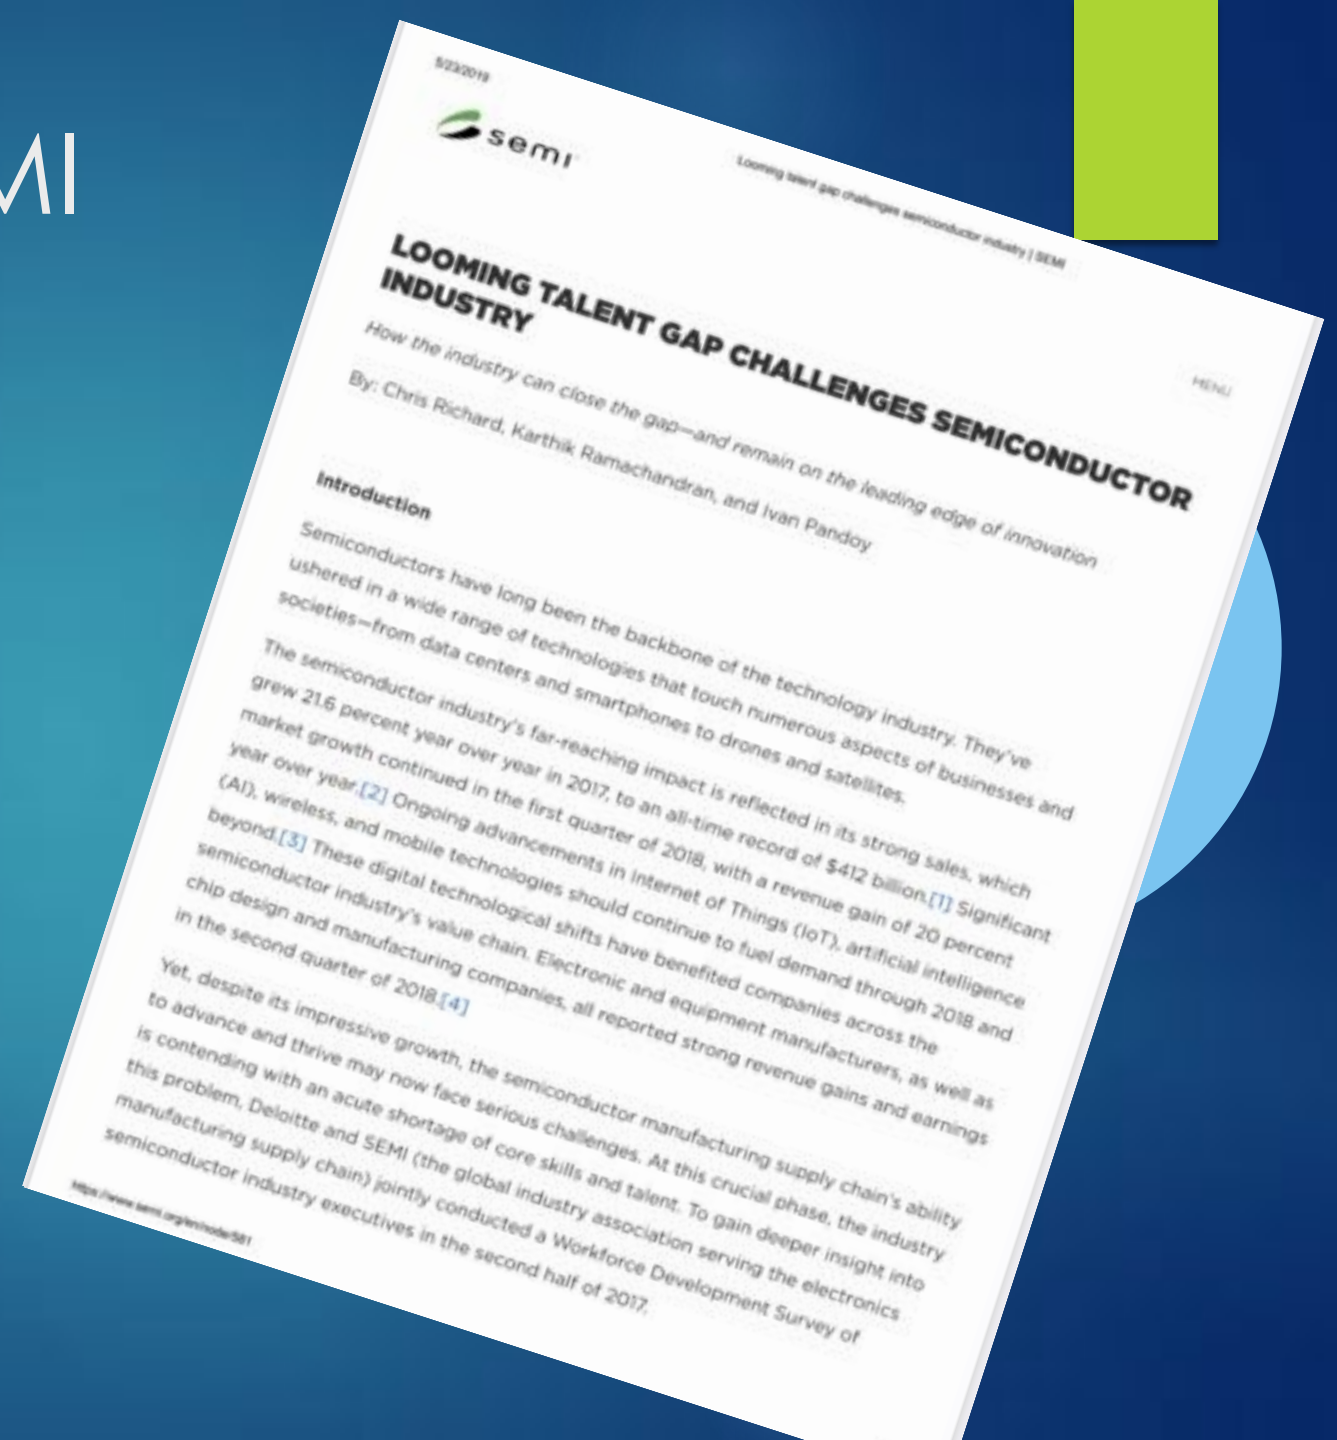 MI
5/23/2019
Looming talent gap challenges semiconductor industry | SEMI
semi
MENU
LOOMING TALENT GAP CHALLENGES SEMICONDUCTOR
INDUSTRY
How the industry can close the gap—and remain on the leading edge of innovation
By: Chris Richard, Karthik Ramachandran, and Ivan Pandoy
Introduction
Semiconductors have long been the backbone of the technology industry. They've
ushered in a wide range of technologies that touch numerous aspects of businesses and
societies—from data centers and smartphones to drones and satellites.
The semiconductor industry's far-reaching impact is reflected in its strong sales, which
grew 21.6 percent year over year in 2017, to an all-time record of $412 billion.[1] Significant
market growth continued in the first quarter of 2018, with a revenue gain of 20 percent
year over year.[2] Ongoing advancements in Internet of Things (IoT), artificial intelligence
(AI), wireless, and mobile technologies should continue to fuel demand through 2018 and
beyond.[3] These digital technological shifts have benefited companies across the
semiconductor industry's value chain. Electronic and equipment manufacturers, as well as
chip design and manufacturing companies, all reported strong revenue gains and earnings
in the second quarter of 2018.[4]
Yet, despite its impressive growth, the semiconductor manufacturing supply chain's ability
to advance and thrive may now face serious challenges. At this crucial phase, the industry
is contending with an acute shortage of core skills and talent. To gain deeper insight into
this problem, Deloitte and SEMI (the global industry association serving the electronics
manufacturing supply chain) jointly conducted a Workforce Development Survey of
semiconductor industry executives in the second half of 2017.
https://www.semi.org/en/node/581